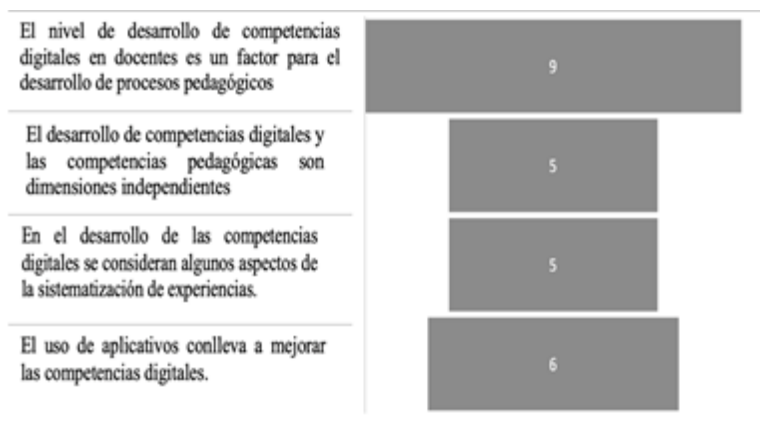 El nivel de desarrollo de competencias
digitales en docentes es un factor para el
desarrollo de procesos pedagógicos
9
El desarrollo de competencias digitales y
las competencias pedagógicas son
dimensiones independientes
5
En el desarrollo de las competencias
digitales se consideran algunos aspectos de
la sistematización de experiencias.
5
El uso de aplicativos conlleva a mejorar
las competencias digitales.
6